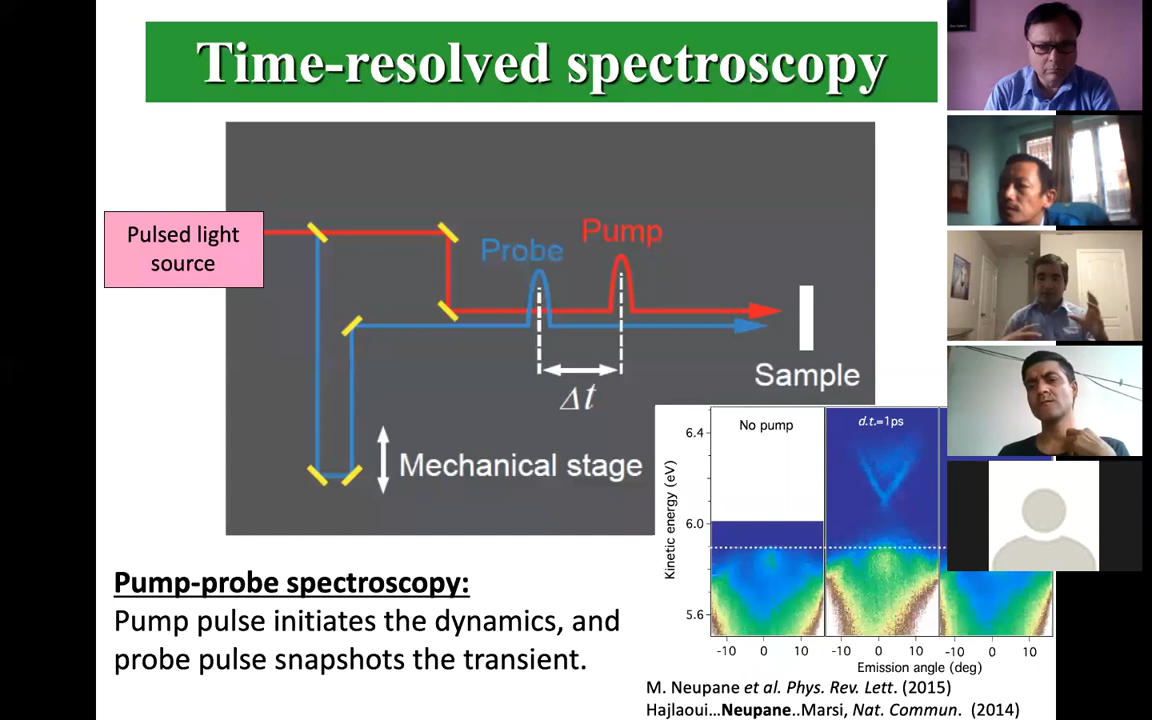 Time-resolved spectroscopy
Pulsed light
source
Probe
Pump
Δt
Sample
Mechanical stage
No pump
d.t.=1ps
Kinetic energy (eV)
6.4
6.0
5.6
-10 0 10 -10 0 10 -10 0 10
Emission angle (deg)
Pump-probe spectroscopy:
Pump pulse initiates the dynamics, and
probe pulse snapshots the transient.
M. Neupane et al. Phys. Rev. Lett. (2015)
Hajlaoui...Neupane..Marsi, Nat. Commun. (2014)